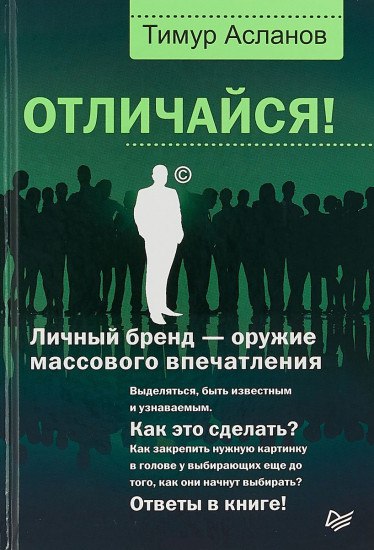 Тимур Асланов
ОТЛИЧАЙСЯ!
©
Личный бренд — оружие
массового впечатления
Выделяться, быть известным
и узнаваемым.
Как это сделать?
Как закрепить нужную картинку
в голове у выбирающих еще до
того, как они начнут выбирать?
Ответы в книге!